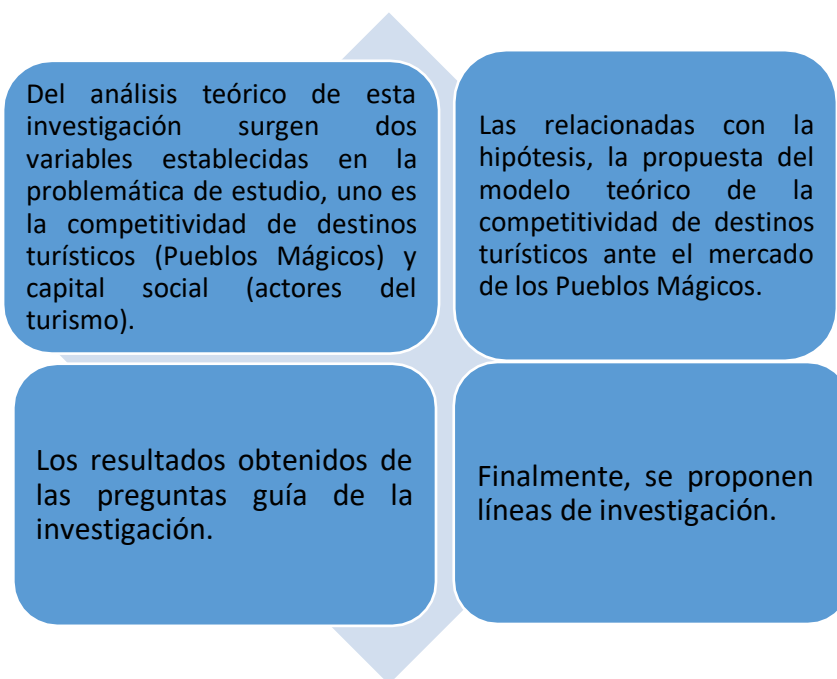 Del análisis teórico de esta
investigación surgen dos
variables establecidas en la
problemática de estudio, uno es
la competitividad de destinos
turísticos (Pueblos Mágicos) y
capital social (actores del
turismo).
Las relacionadas con la
hipótesis, la propuesta del
modelo teórico de la
competitividad de destinos
turísticos ante el mercado
de los Pueblos Mágicos.
Los resultados obtenidos de
las preguntas guía de la
investigación.
Finalmente, se proponen
líneas de investigación.